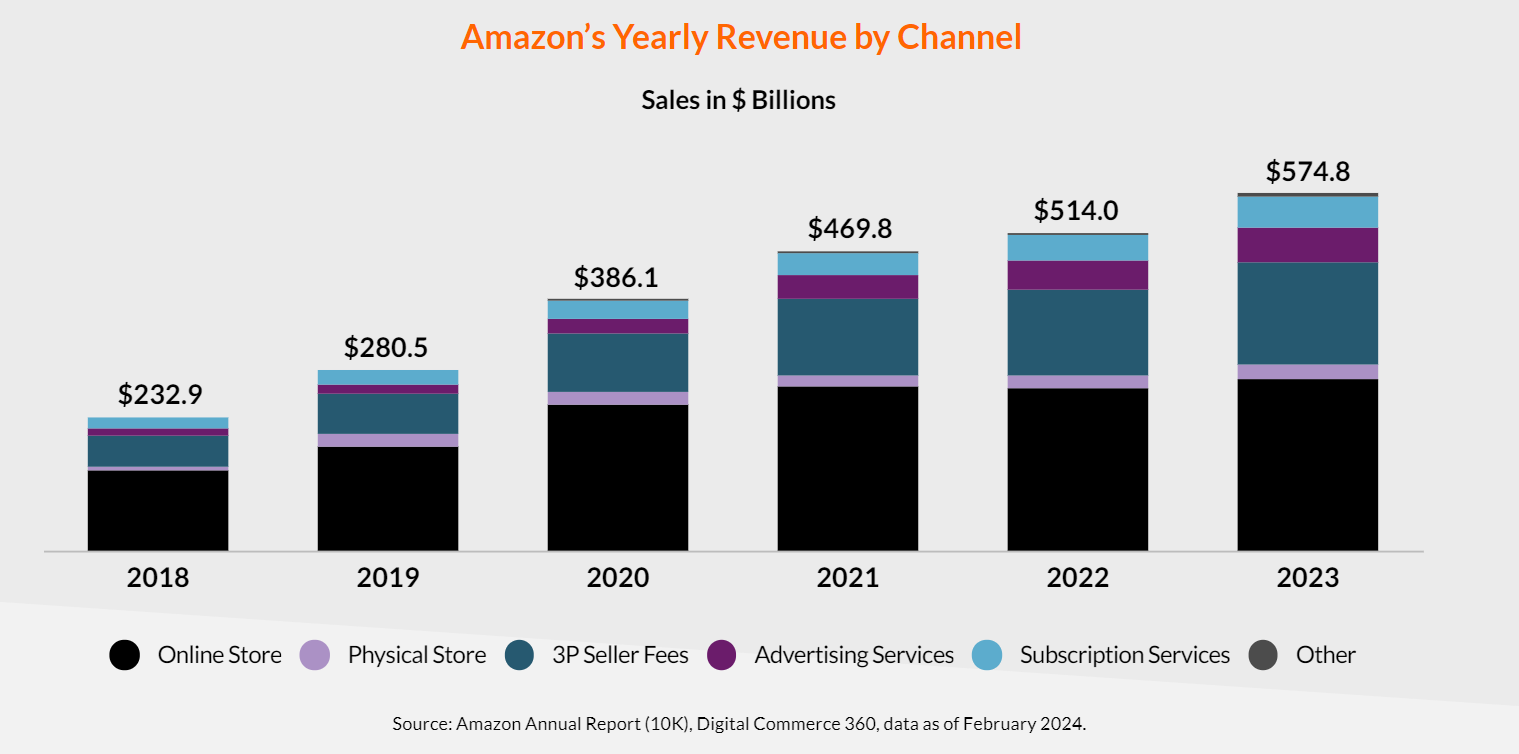 Amazon’s Yearly Revenue by Channel
Sales in $ Billions
$232.9
$280.5
$386.1
$469.8
$514.0
$574.8
2018 2019 2020 2021 2022 2023
Online Store Physical Store 3P Seller Fees Advertising Services Subscription Services Other
Source: Amazon Annual Report (10K), Digital Commerce 360, data as of February 2024.